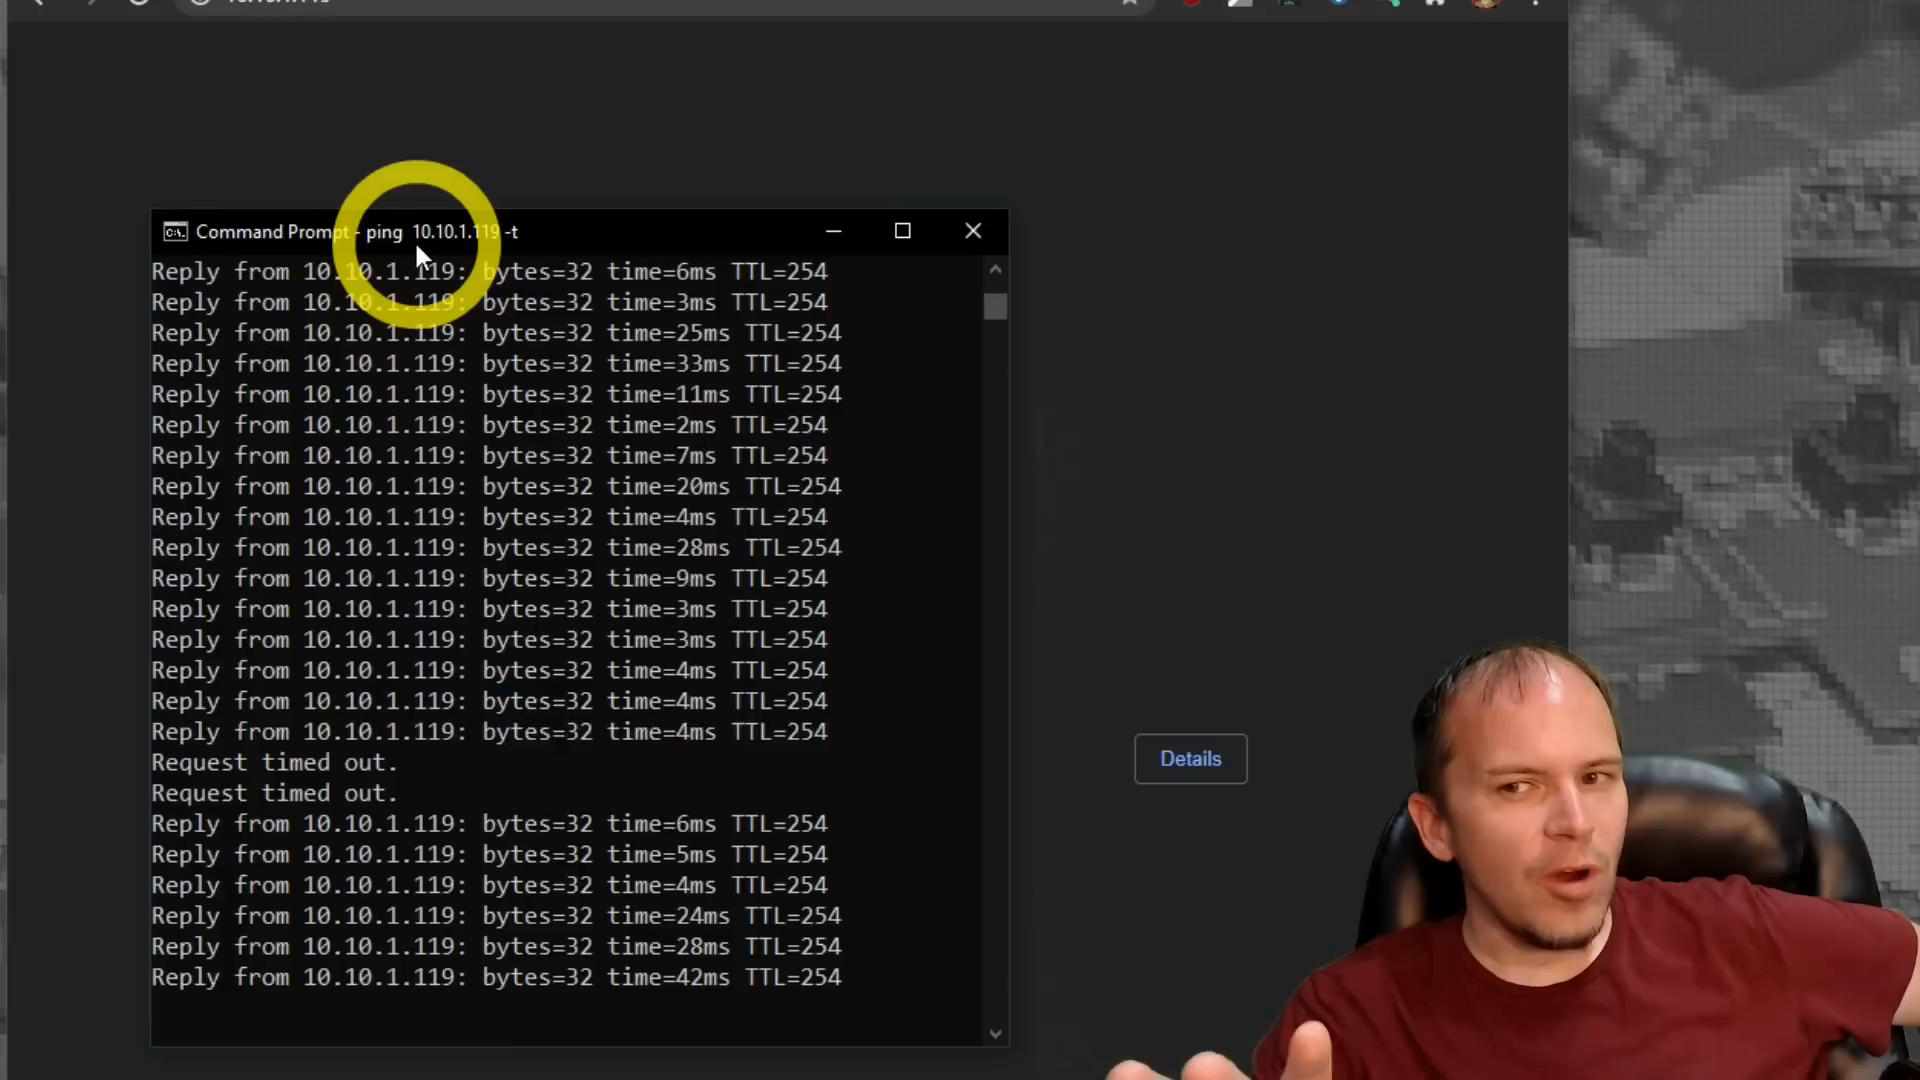 Command Prompt - ping 10.10.1.119 -t
Reply from 10.10.1.119: bytes=32 time=6ms TTL=254
Reply from 10.10.1.119: bytes=32 time=3ms TTL=254
Reply from 10.10.1.119: bytes=32 time=25ms TTL=254
Reply from 10.10.1.119: bytes=32 time=33ms TTL=254
Reply from 10.10.1.119: bytes=32 time=11ms TTL=254
Reply from 10.10.1.119: bytes=32 time=2ms TTL=254
Reply from 10.10.1.119: bytes=32 time=7ms TTL=254
Reply from 10.10.1.119: bytes=32 time=20ms TTL=254
Reply from 10.10.1.119: bytes=32 time=4ms TTL=254
Reply from 10.10.1.119: bytes=32 time=28ms TTL=254
Reply from 10.10.1.119: bytes=32 time=9ms TTL=254
Reply from 10.10.1.119: bytes=32 time=3ms TTL=254
Reply from 10.10.1.119: bytes=32 time=3ms TTL=254
Reply from 10.10.1.119: bytes=32 time=4ms TTL=254
Reply from 10.10.1.119: bytes=32 time=4ms TTL=254
Reply from 10.10.1.119: bytes=32 time=4ms TTL=254
Request timed out.
Request timed out.
Reply from 10.10.1.119: bytes=32 time=6ms TTL=254
Reply from 10.10.1.119: bytes=32 time=5ms TTL=254
Reply from 10.10.1.119: bytes=32 time=4ms TTL=254
Reply from 10.10.1.119: bytes=32 time=24ms TTL=254
Reply from 10.10.1.119: bytes=32 time=28ms TTL=254
Reply from 10.10.1.119: bytes=32 time=42ms TTL=254
Details